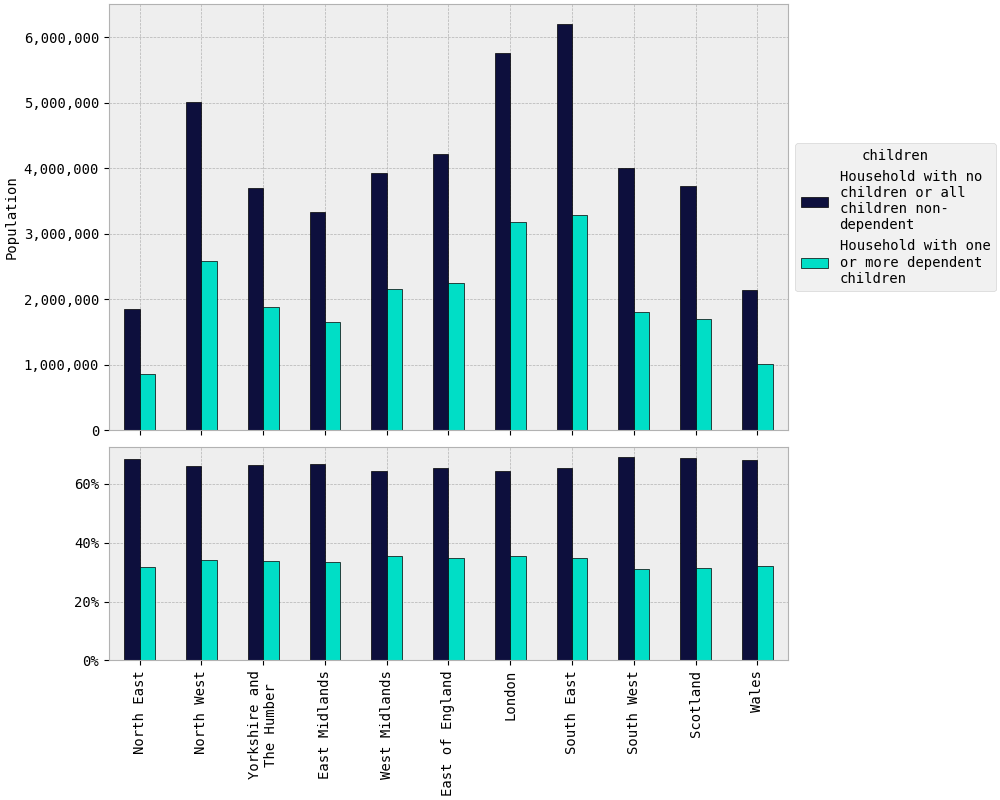 6,000,000
5,000,000
4,000,000
3,000,000
2,000,000
1,000,000
0
Population
children
Household with no
children or all
children non-
dependent
Household with one
or more dependent
children
60%
40%
20%
0%
North East
North West
Yorkshire and
The Humber
East Midlands
West Midlands
East of England
London
South East
South West
Scotland
Wales